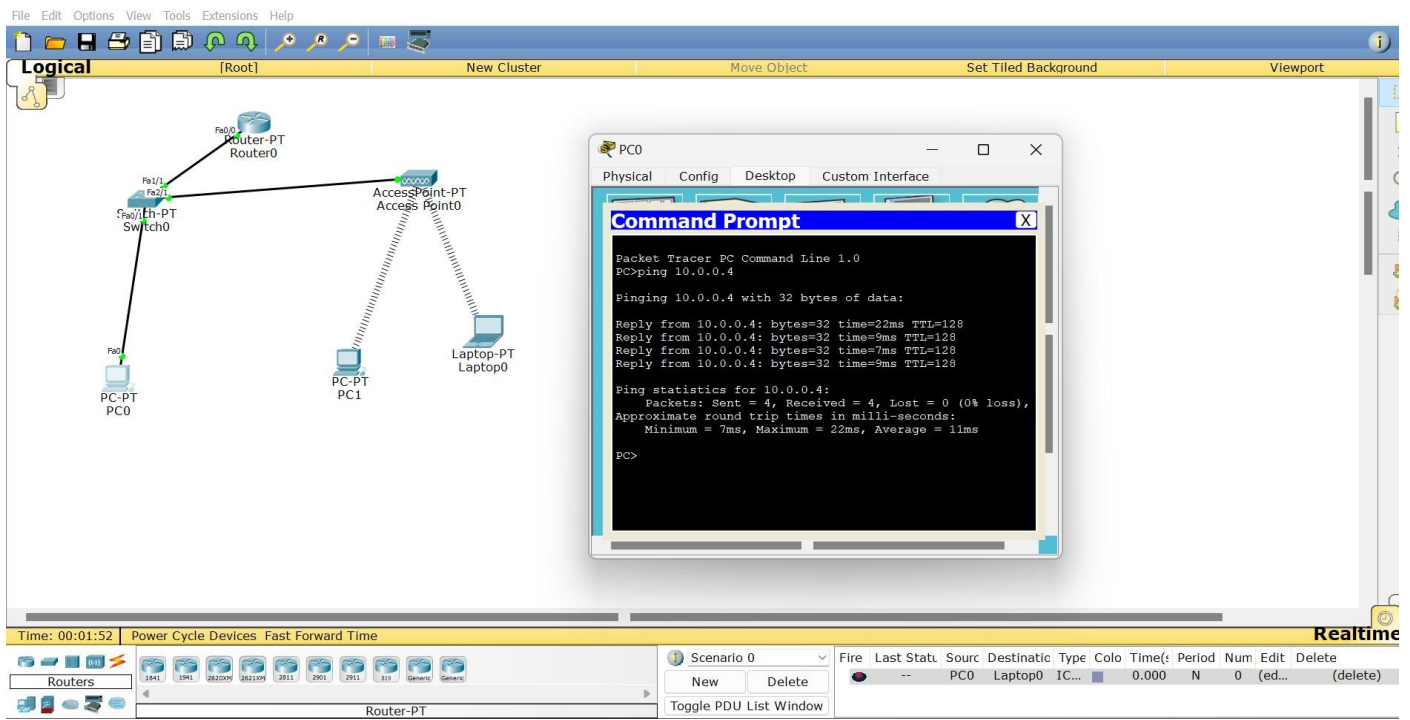 File Edit Options View Tools Extensions Help
Logical [Root] New Cluster Move Object Set Tiled Background Viewport
Fa0/0
Router-PT
Router0
Fa1/1
Fa2/1
Fa0/1
Switch0
AccessPoint-PT
Access Point0
Fa0
PC-PT
PC0
PC-PT
PC1
Laptop-PT
Laptop0
PC0
Physical Config Desktop Custom Interface
Command Prompt X
Packet Tracer PC Command Line 1.0
PC>ping 10.0.0.4
Pinging 10.0.0.4 with 32 bytes of data:
Reply from 10.0.0.4: bytes=32 time=22ms TTL=128
Reply from 10.0.0.4: bytes=32 time=9ms TTL=128
Reply from 10.0.0.4: bytes=32 time=7ms TTL=128
Reply from 10.0.0.4: bytes=32 time=9ms TTL=128
Ping statistics for 10.0.0.4:
Packets: Sent = 4, Received = 4, Lost = 0 (0% loss),
Approximate round trip times in milli-seconds:
Minimum = 7ms, Maximum = 22ms, Average = 11ms
PC>
Time: 00:01:52 Power Cycle Devices Fast Forward Time Realtime
Routers
1841 1941 2620XM 2621XM 2811 2901 2911 819 Generic Generic
Router-PT
Scenario 0
New Delete
Toggle PDU List Window
Fire Last Statu Sourc Destinatio Type Colo Time(s Period Num Edit Delete
-- PC0 Laptop0 IC... 0.000 N 0 (ed... (delete)